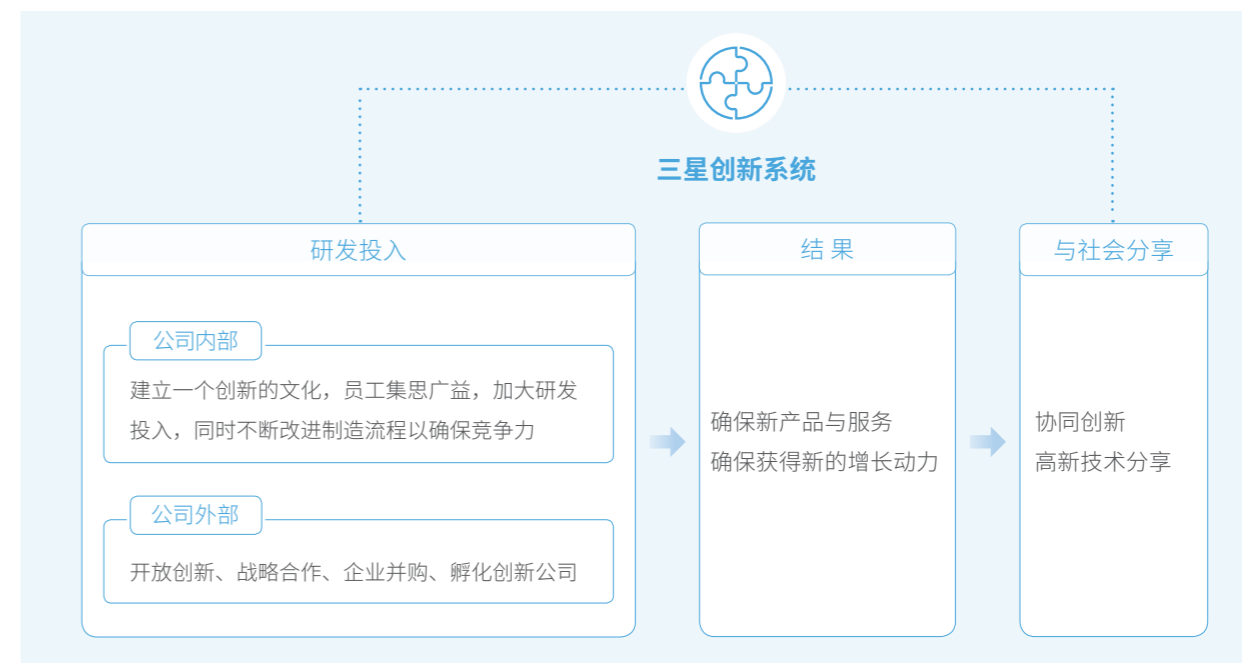 三星创新系统
研发投入
公司内部
建立一个创新的文化，员工集思广益，加大研发
投入，同时不断改进制造流程以确保竞争力
公司外部
开放创新、战略合作、企业并购、孵化创新公司
结 果
确保新产品与服务
确保获得新的增长动力
与社会分享
协同创新
高新技术分享